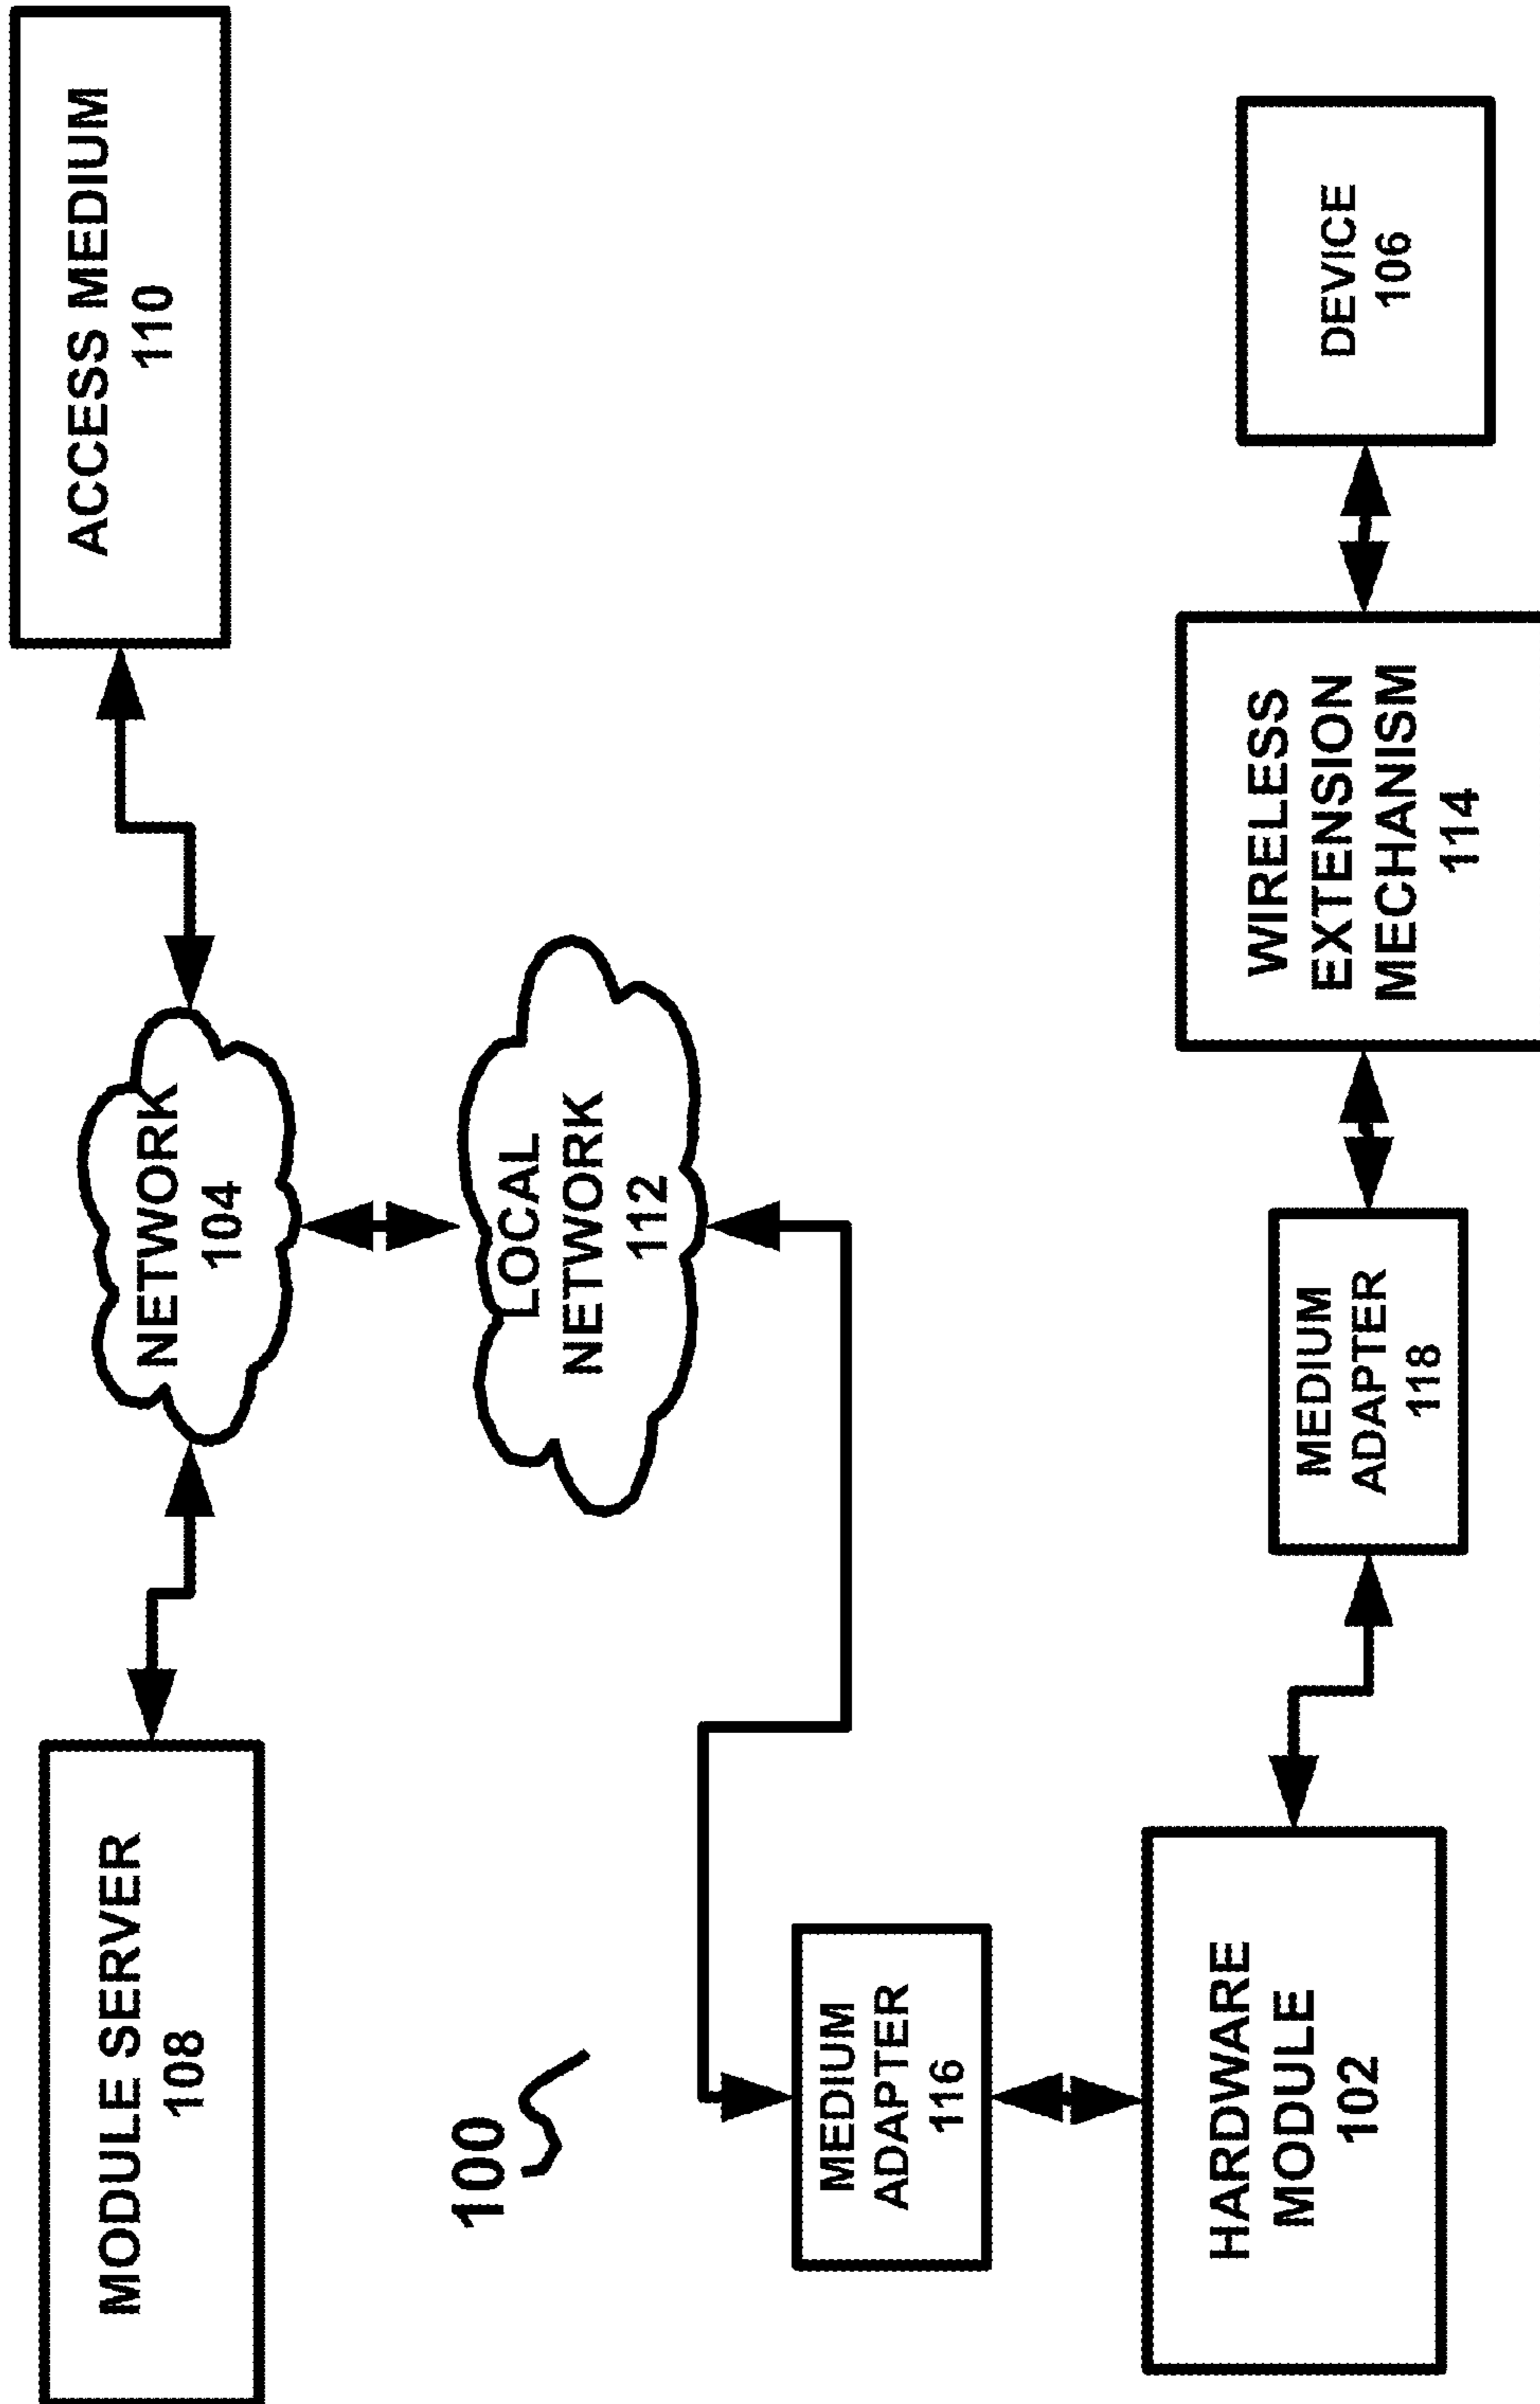 MODULE SERVER
108
NETWORK
104
ACCESS MEDIUM
110
100
LOCAL
NETWORK
112
MEDIUM
ADAPTER
116
HARDWARE
MODULE
102
MEDIUM
ADAPTER
118
WIRELESS
EXTENSION
MECHANISM
114
DEVICE
106